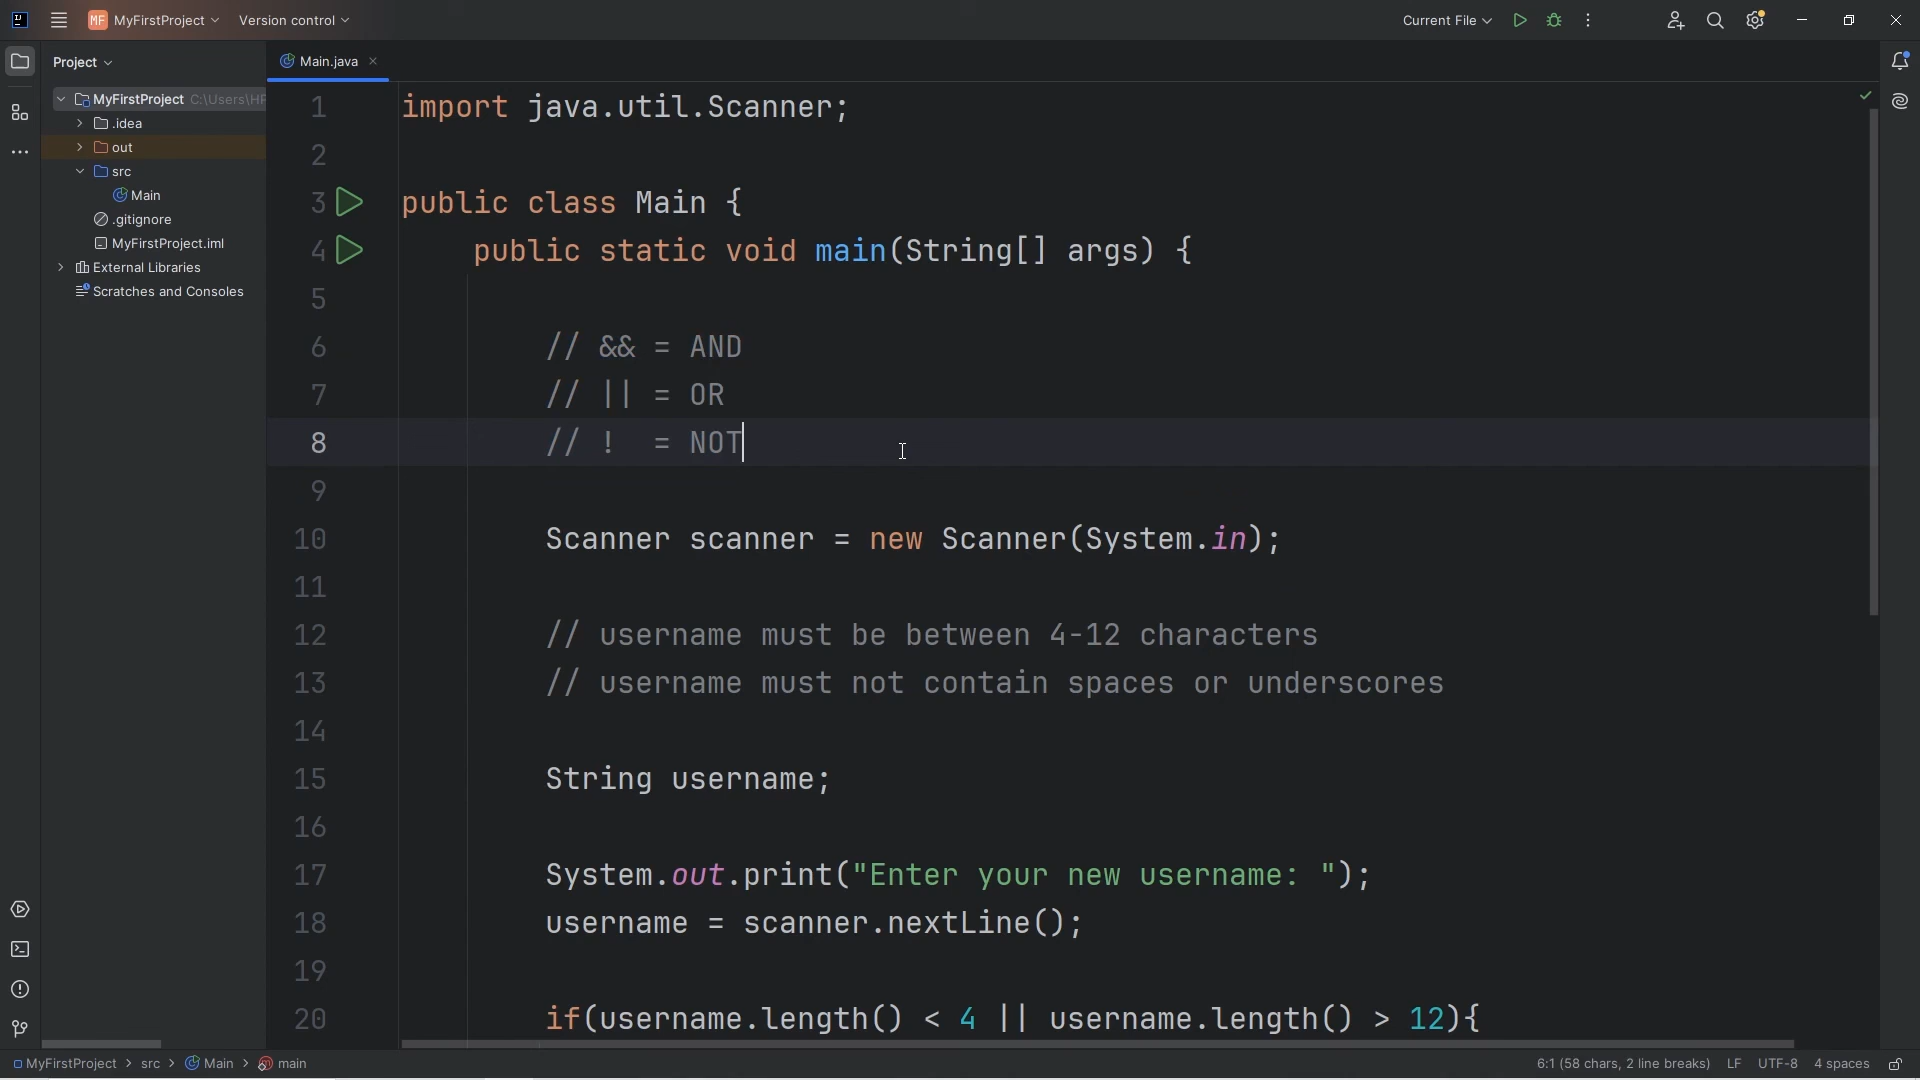 MF MyFirstProject Version control Current File
Project
Main.java
MyFirstProject C:\Users\HP
.idea
out
src
Main
.gitignore
MyFirstProject.iml
External Libraries
Scratches and Consoles
1 import java.util.Scanner;
2
3 public class Main {
4 public static void main(String[] args) {
5
6 // && = AND
7 // || = OR
8 // ! = NOT
9
10 Scanner scanner = new Scanner(System.in);
11
12 // username must be between 4-12 characters
13 // username must not contain spaces or underscores
14
15 String username;
16
17 System.out.print("Enter your new username: ");
18 username = scanner.nextLine();
19
20 if(username.length() < 4 || username.length() > 12){
MyFirstProject > src > Main > main 6:1 (58 chars, 2 line breaks) LF UTF-8 4 spaces